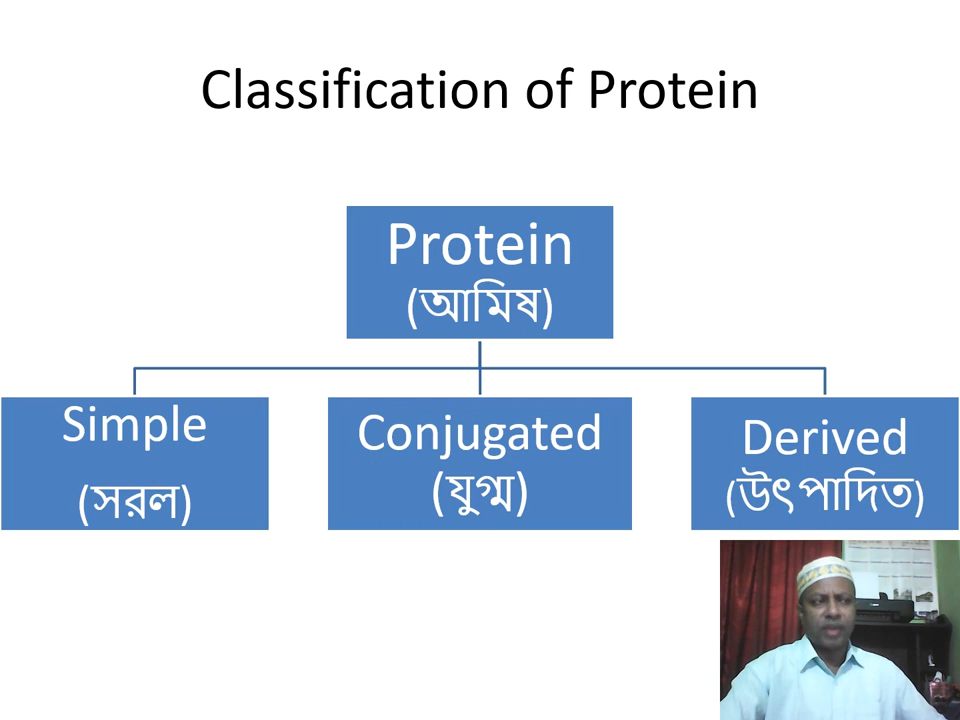 Classification of Protein
Protein
(আমিষ)
Simple
(সরল)
Conjugated
(যুগ্ম)
Derived
(উৎপাদিত)